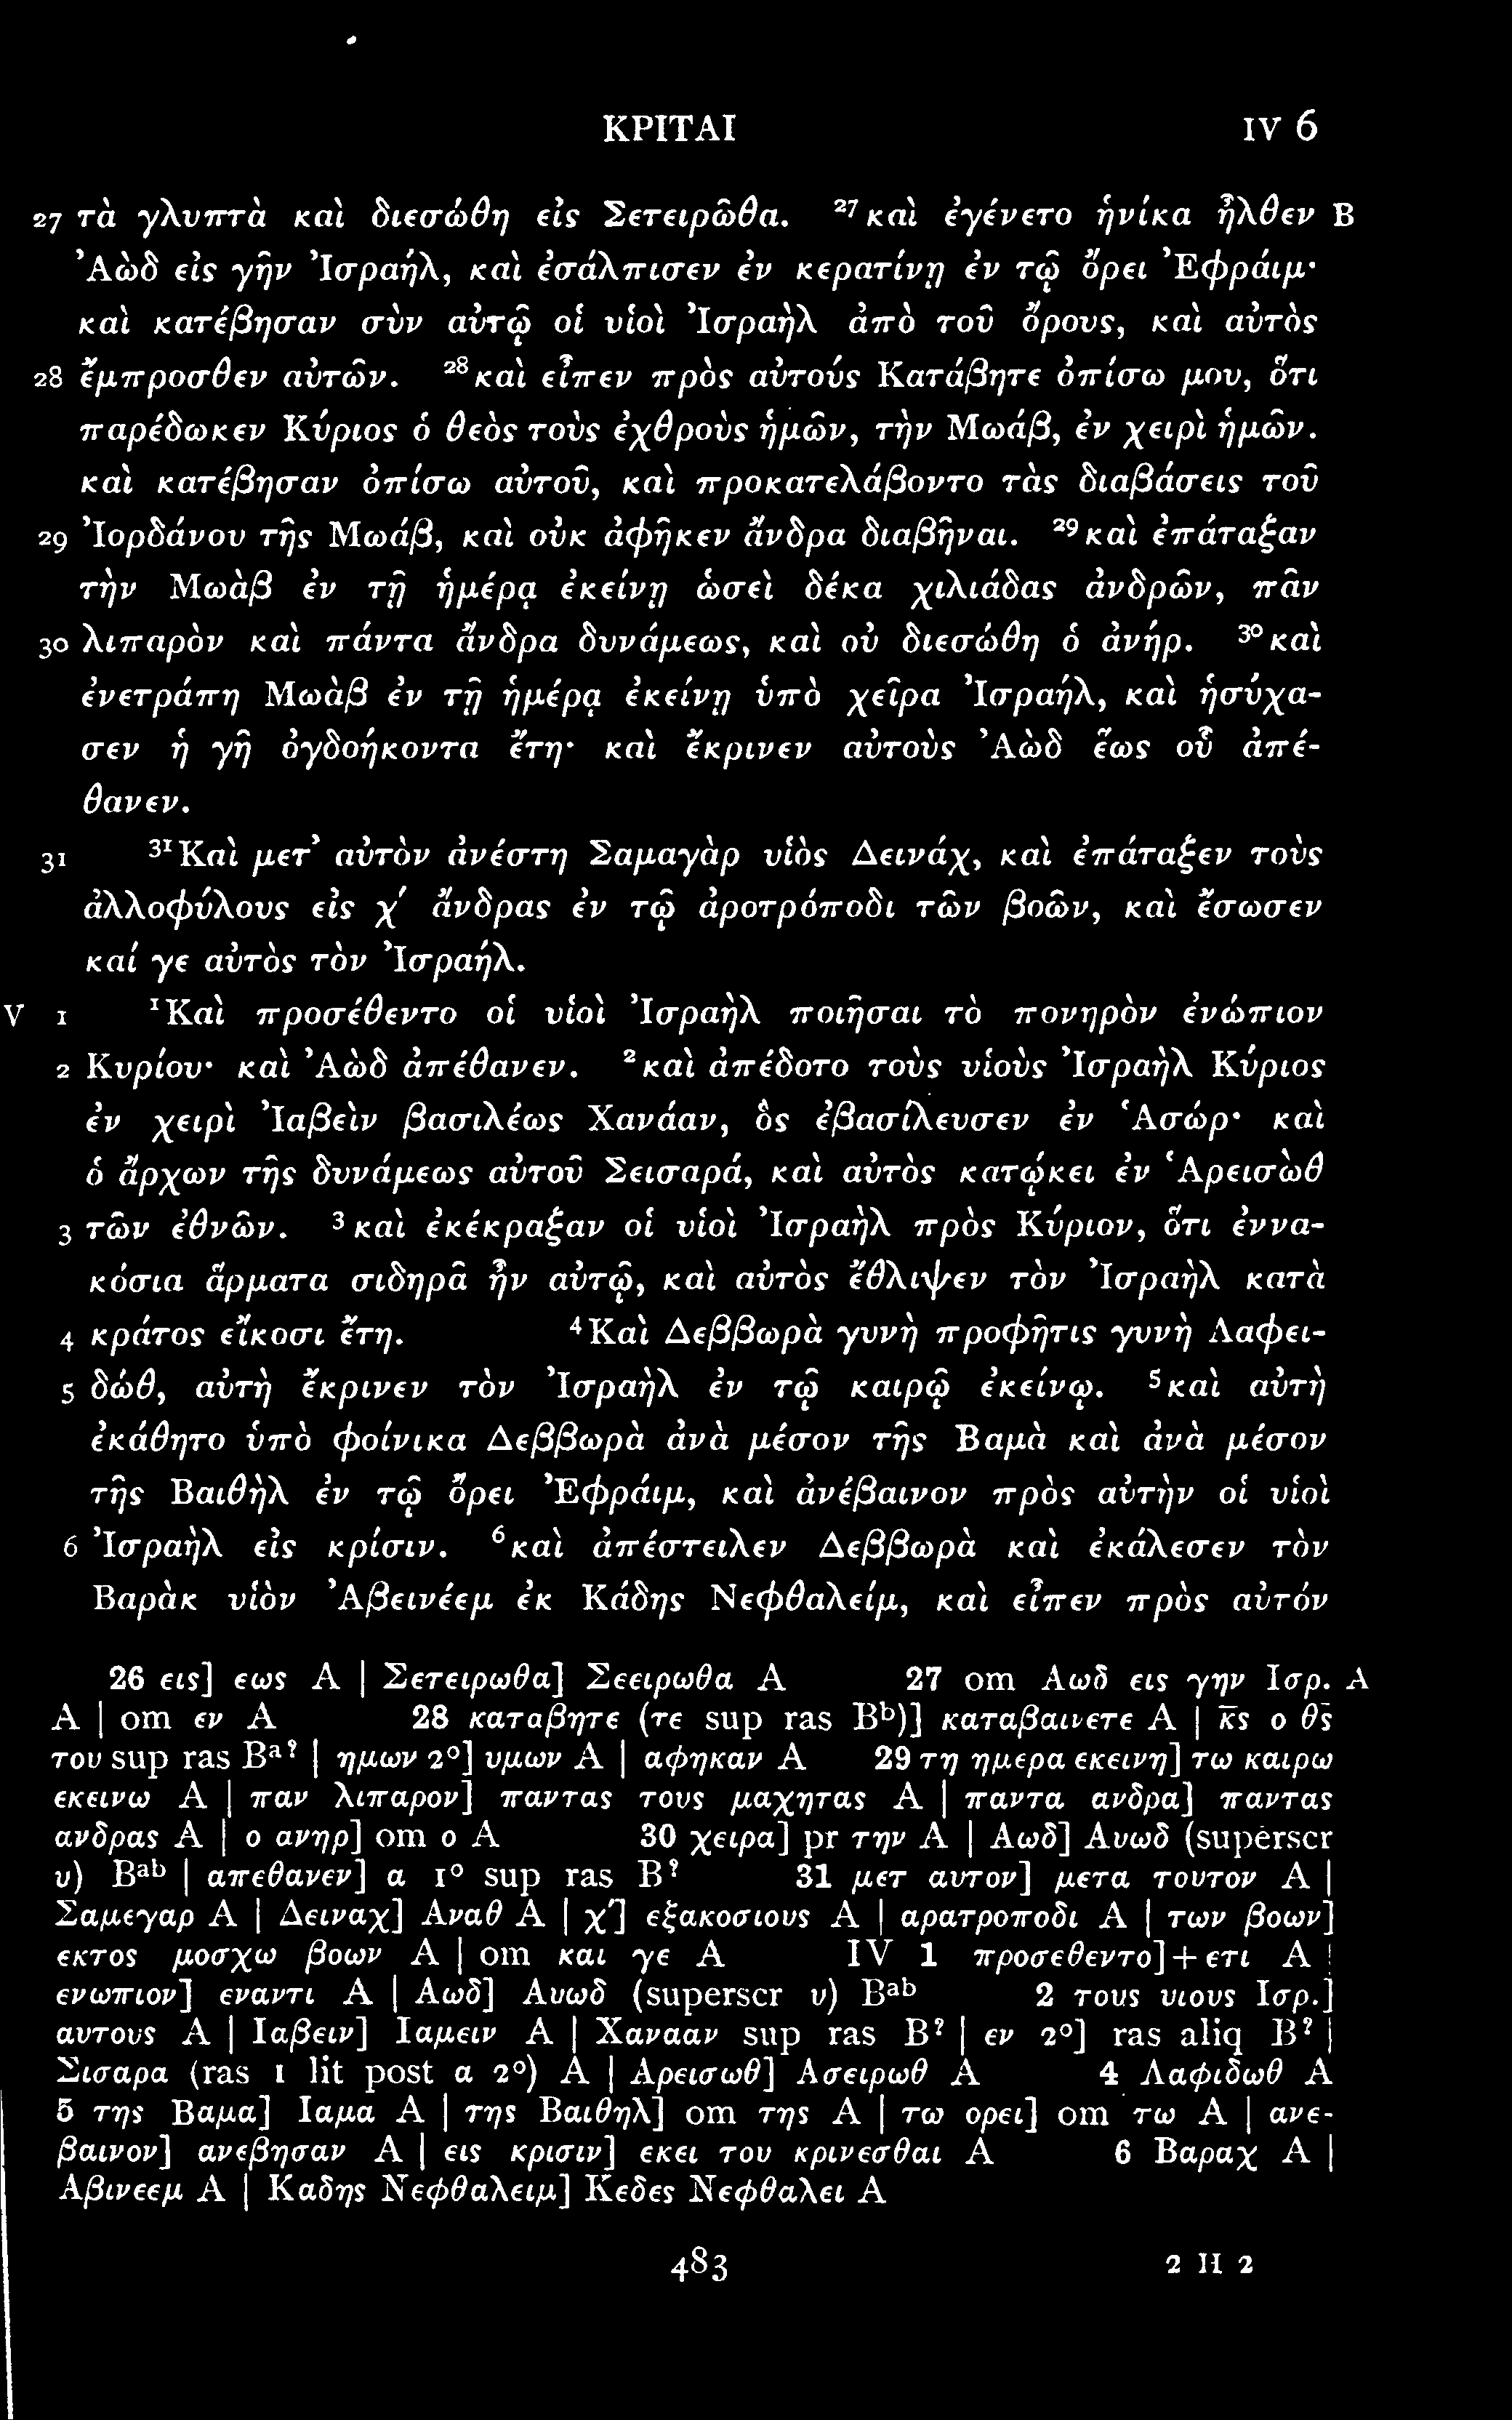 ΚΡΙΤΑΙ IV 6
27 τὰ γλυπτὰ καὶ διεσώθη εἰς Σετειρῶθα. ²⁷καὶ ἐγένετο ἡνίκα ἦλθεν B
Ἀὼδ εἰς γῆν Ἰσραήλ, καὶ ἐσάλπισεν ἐν κερατίνῃ ἐν τῷ ὄρει Ἐφράιμ·
καὶ κατέβησαν σὺν αὐτῷ οἱ υἱοὶ Ἰσραὴλ ἀπὸ τοῦ ὄρους, καὶ αὐτὸς
28 ἔμπροσθεν αὐτῶν. ²⁸καὶ εἶπεν πρὸς αὐτούς Κατάβητε ὀπίσω μου, ὅτι
παρέδωκεν Κύριος ὁ θεὸς τοὺς ἐχθροὺς ἡμῶν, τὴν Μωάβ, ἐν χειρὶ ἡμῶν.
καὶ κατέβησαν ὀπίσω αὐτοῦ, καὶ προκατελάβοντο τὰς διαβάσεις τοῦ
29 Ἰορδάνου τῆς Μωάβ, καὶ οὐκ ἀφῆκεν ἄνδρα διαβῆναι. ²⁹καὶ ἐπάταξαν
τὴν Μωὰβ ἐν τῇ ἡμέρᾳ ἐκείνῃ ὡσεὶ δέκα χιλιάδας ἀνδρῶν, πᾶν
30 λιπαρὸν καὶ πάντα ἄνδρα δυνάμεως, καὶ οὐ διεσώθη ὁ ἀνήρ. ³⁰καὶ
ἐνετράπη Μωὰβ ἐν τῇ ἡμέρᾳ ἐκείνῃ ὑπὸ χεῖρα Ἰσραήλ, καὶ ἡσύχα-
σεν ἡ γῆ ὀγδοήκοντα ἔτη· καὶ ἔκρινεν αὐτοὺς Ἀὼδ ἕως οὗ ἀπέ-
θανεν.
31 ³¹Καὶ μετ’ αὐτὸν ἀνέστη Σαμαγὰρ υἱὸς Δεινάχ, καὶ ἐπάταξεν τοὺς
ἀλλοφύλους εἰς χ´ ἄνδρας ἐν τῷ ἀροτρόποδι τῶν βοῶν, καὶ ἔσωσεν
καί γε αὐτὸς τὸν Ἰσραήλ.
V 1 ¹Καὶ προσέθεντο οἱ υἱοὶ Ἰσραὴλ ποιῆσαι τὸ πονηρὸν ἐνώπιον
2 Κυρίου· καὶ Ἀὼδ ἀπέθανεν. ²καὶ ἀπέδοτο τοὺς υἱοὺς Ἰσραὴλ Κύριος
ἐν χειρὶ Ἰαβεὶν βασιλέως Χανάαν, ὃς ἐβασίλευσεν ἐν Ἁσώρ· καὶ
ὁ ἄρχων τῆς δυνάμεως αὐτοῦ Σεισαρά, καὶ αὐτὸς κατῴκει ἐν Ἁρεισὼθ
3 τῶν ἐθνῶν. ³καὶ ἐκέκραξαν οἱ υἱοὶ Ἰσραὴλ πρὸς Κύριον, ὅτι ἐννα-
κόσια ἅρματα σιδηρᾶ ἦν αὐτῷ, καὶ αὐτὸς ἔθλιψεν τὸν Ἰσραὴλ κατὰ
4 κράτος εἴκοσι ἔτη. ⁴Καὶ Δεββωρὰ γυνὴ προφῆτις γυνὴ Λαφει-
5 δώθ, αὐτὴ ἔκρινεν τὸν Ἰσραὴλ ἐν τῷ καιρῷ ἐκείνῳ. ⁵καὶ αὐτὴ
ἐκάθητο ὑπὸ φοίνικα Δεββωρὰ ἀνὰ μέσον τῆς Βαμὰ καὶ ἀνὰ μέσον
τῆς Βαιθὴλ ἐν τῷ ὄρει Ἐφράιμ, καὶ ἀνέβαινον πρὸς αὐτὴν οἱ υἱοὶ
6 Ἰσραὴλ εἰς κρίσιν. ⁶καὶ ἀπέστειλεν Δεββωρὰ καὶ ἐκάλεσεν τὸν
Βαρὰκ υἱὸν Ἀβεινέεμ ἐκ Κάδης Νεφθαλείμ, καὶ εἶπεν πρὸς αὐτόν
26 εις] εως A | Σετειρωθα] Σεειρωθα A 27 om Αωδ εις γην Ισρ. A
A | om εν A 28 καταβητε (τε sup ras Bᵇ)] καταβαινετε A | κ̅ς̅ ο θ̅ς̅
του sup ras Bᵃ? | ημων 2°] υμων A | αφηκαν A 29 τη ημερα εκεινη] τω καιρω
εκεινω A | παν λιπαρον] παντας τους μαχητας A | παντα ανδρα] παντας
ανδρας A | ο ανηρ] om ο A 30 χειρα] pr την A | Αωδ] Αυωδ (superscr
υ) Bᵃᵇ | απεθανεν] α 1° sup ras B? 31 μετ αυτον] μετα τουτον A |
Σαμεγαρ A | Δειναχ] Αναθ A | χ´] εξακοσιους A | αρατροποδι A | των βοων]
εκτος μοσχω βοων A | om και γε A IV 1 προσεθεντο]+ετι A |
ενωπιον] εναντι A | Αωδ] Αυωδ (superscr υ) Bᵃᵇ 2 τους υιους Ισρ.]
αυτους A | Ιαβειν] Ιαμειν A | Χανααν sup ras B? | εν 2°] ras aliq B? |
Σισαρα (ras 1 lit post α 2°) A | Αρεισωθ] Ασειρωθ A 4 Λαφιδωθ A
5 της Βαμα] Ιαμα A | της Βαιθηλ] om της A | τω ορει] om τω A | ανε-
βαινον] ανεβησαν A | εις κρισιν] εκει του κρινεσθαι A 6 Βαραχ A |
Αβινεεμ A | Καδης Νεφθαλειμ] Κεδες Νεφθαλει A
483 2 H 2